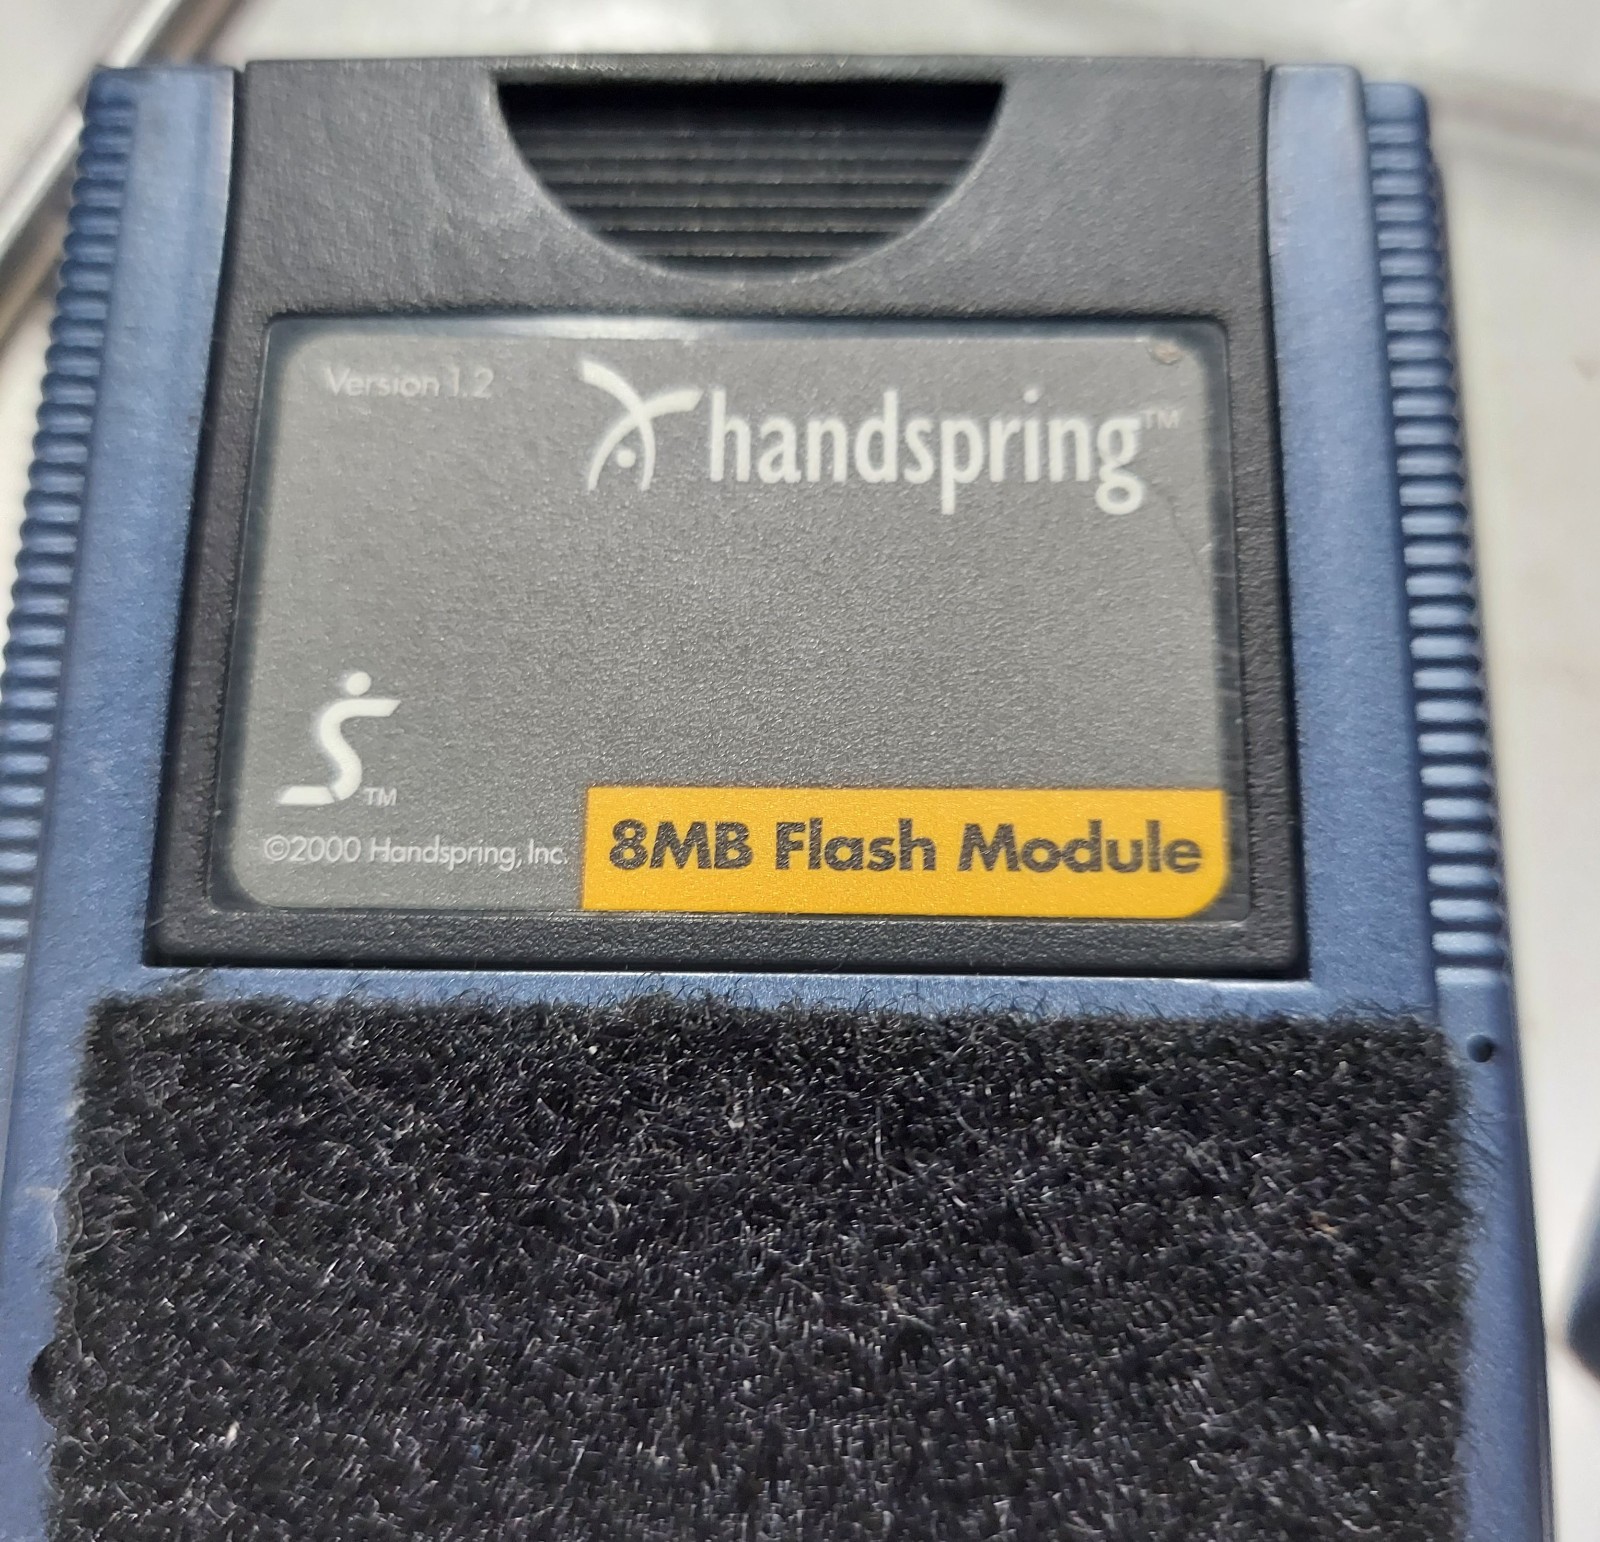 Version 1.2
handspring™
TM
©2000 Handspring, Inc.
8MB Flash Module